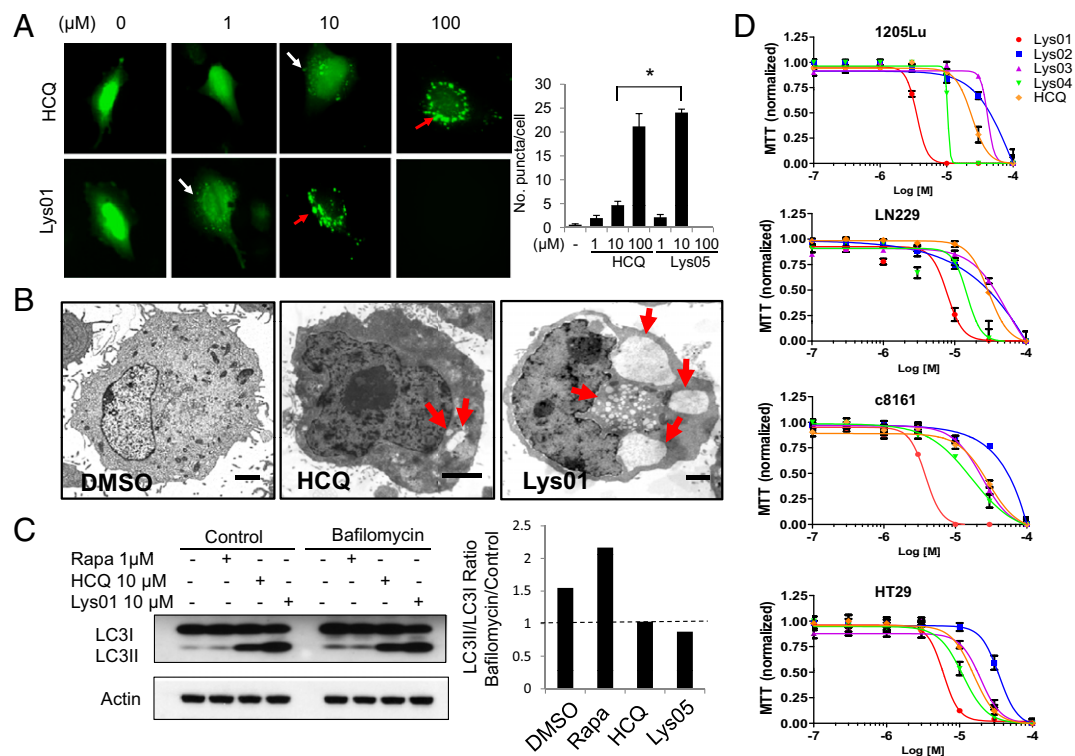 A
(µM) 0 1 10 100
HCQ
Lys01
No. puncta/cell
30
25
20
15
10
5
0
*
(µM) - 1 10 100 1 10 100
HCQ Lys05
B
DMSO
HCQ
Lys01
C
Control Bafilomycin
Rapa 1µM - + - - - + - -
HCQ 10 µM - - + - - - + -
Lys01 10 µM - - - + - - - +
LC3I
LC3II
Actin
LC3II/LC3I Ratio
Bafilomycin/Control
2.5
2
1.5
1
0.5
0
DMSO
Rapa
HCQ
Lys05
D
1205Lu
Lys01
Lys02
Lys03
Lys04
HCQ
MTT (normalized)
1.25
1.00
0.75
0.50
0.25
0.00
-7 -6 -5 -4
Log [M]
LN229
MTT (normalized)
1.25
1.00
0.75
0.50
0.25
0.00
-7 -6 -5 -4
Log [M]
c8161
MTT (normalized)
1.25
1.00
0.75
0.50
0.25
0.00
-7 -6 -5 -4
Log [M]
HT29
MTT (normalized)
1.25
1.00
0.75
0.50
0.25
0.00
-7 -6 -5 -4
Log [M]